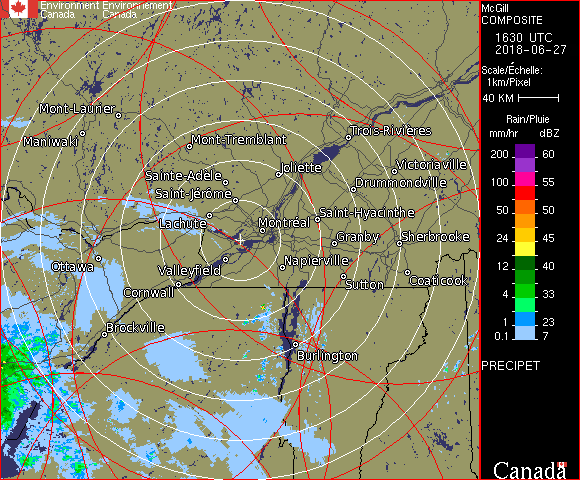 Environment Environnement
Canada Canada
McGill
COMPOSITE
1630 UTC
2018-06-27
Scale/Échelle:
1km/Pixel
40 KM
Rain/Pluie
mm/hr dBZ
200 60
100 55
50 50
24 45
12 40
4 33
1 23
0.1 7
PRECIPET
Canada
Mont-Laurier
Maniwaki
Mont-Tremblant
Trois-Rivières
Sainte-Adèle
Joliette
Victoriaville
Saint-Jérôme
Drummondville
Lachute
Montréal
Saint-Hyacinthe
Granby
Sherbrooke
Ottawa
Valleyfield
Napierville
Cornwall
Sutton
Coaticook
Brockville
Burlington